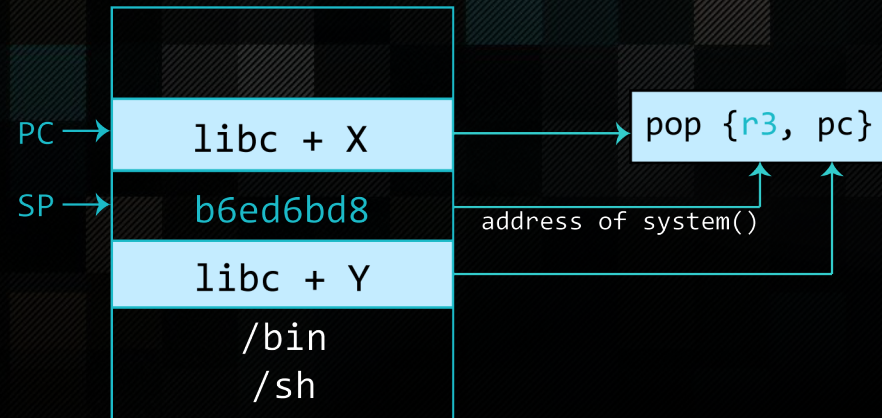 PC
libc + X
pop {r3, pc}
SP
b6ed6bd8
address of system()
libc + Y
/bin
/sh